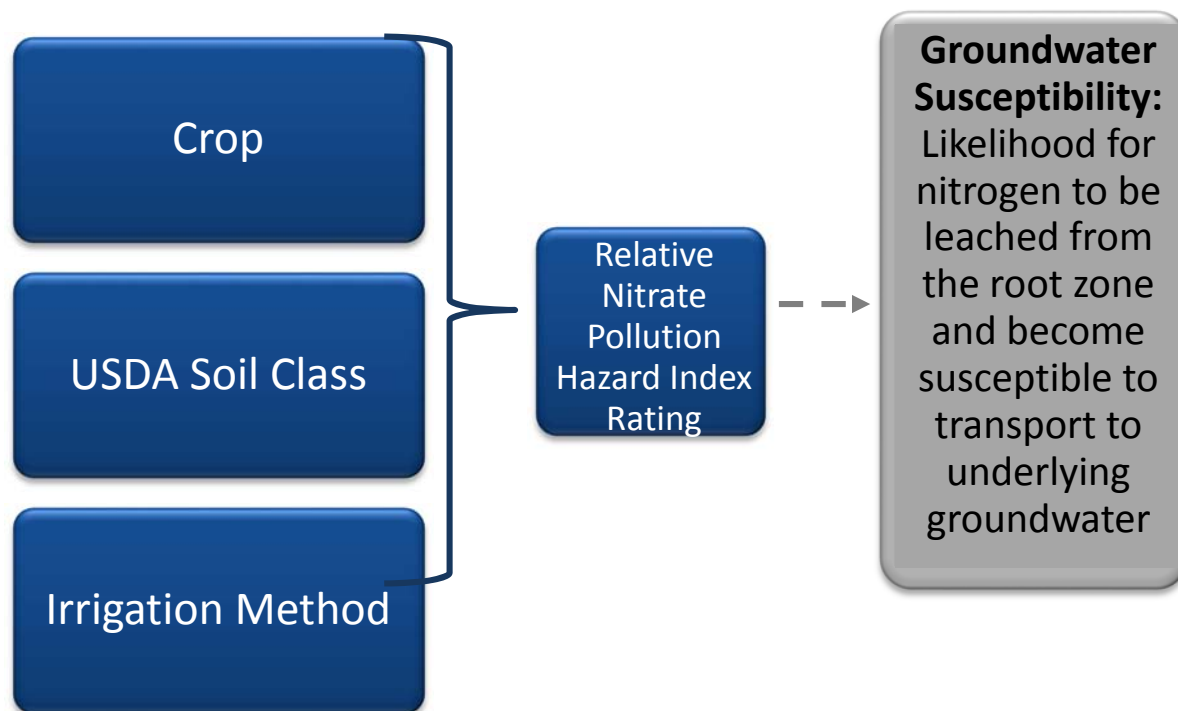 Crop
USDA Soil Class
Irrigation Method
Relative
Nitrate
Pollution
Hazard Index
Rating
Groundwater
Susceptibility:
Likelihood for
nitrogen to be
leached from
the root zone
and become
susceptible to
transport to
underlying
groundwater